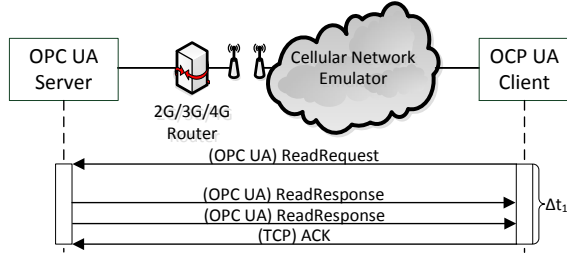 OPC UA
Server
2G/3G/4G
Router
Cellular Network
Emulator
OCP UA
Client
(OPC UA) ReadRequest
(OPC UA) ReadResponse
(OPC UA) ReadResponse
(TCP) ACK
Δt₁